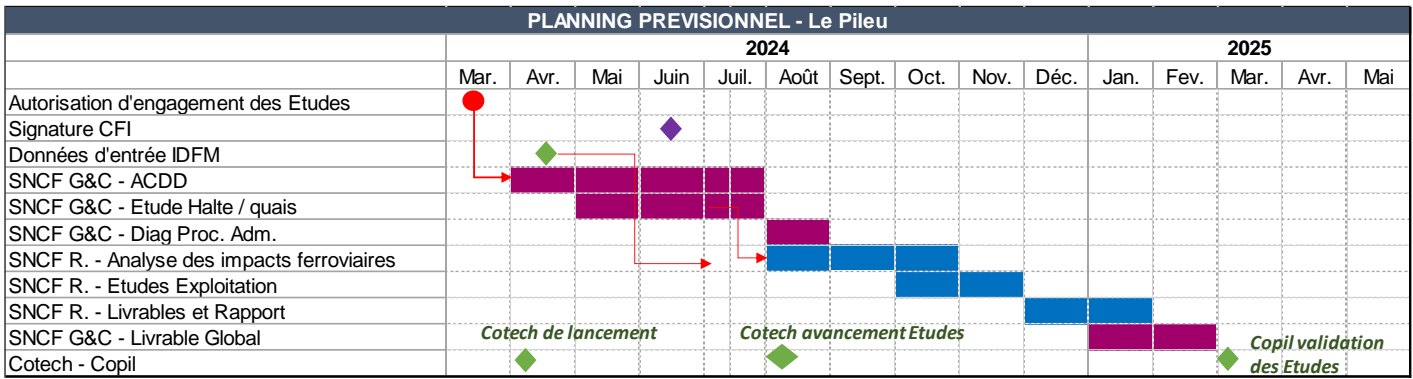 PLANNING PREVISIONNEL - Le Pileu
2024 2025
Mar. Avr. Mai Juin Juil. Août Sept. Oct. Nov. Déc. Jan. Fev. Mar. Avr. Mai
Autorisation d'engagement des Etudes
Signature CFI
Données d'entrée IDFM
SNCF G&C - ACDD
SNCF G&C - Etude Halte / quais
SNCF G&C - Diag Proc. Adm.
SNCF R. - Analyse des impacts ferroviaires
SNCF R. - Etudes Exploitation
SNCF R. - Livrables et Rapport
SNCF G&C - Livrable Global
Cotech de lancement
Cotech avancement Etudes
Copil validation
des Etudes
Cotech - Copil